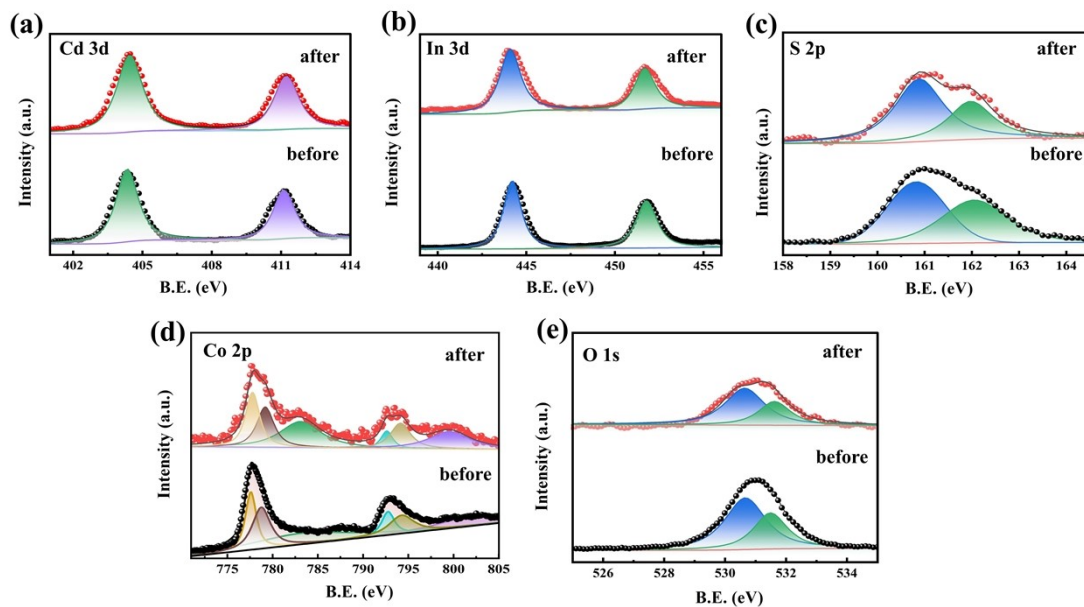 (a)
Cd 3d
after
before
Intensity (a.u.)
402 405 408 411 414
B.E. (eV)
(b)
In 3d
after
before
Intensity (a.u.)
440 445 450 455
B.E. (eV)
(c)
S 2p
after
before
Intensity (a.u.)
158 159 160 161 162 163 164
B.E. (eV)
(d)
Co 2p
after
before
Intensity (a.u.)
775 780 785 790 795 800 805
B.E. (eV)
(e)
O 1s
after
before
Intensity (a.u.)
526 528 530 532 534
B.E. (eV)